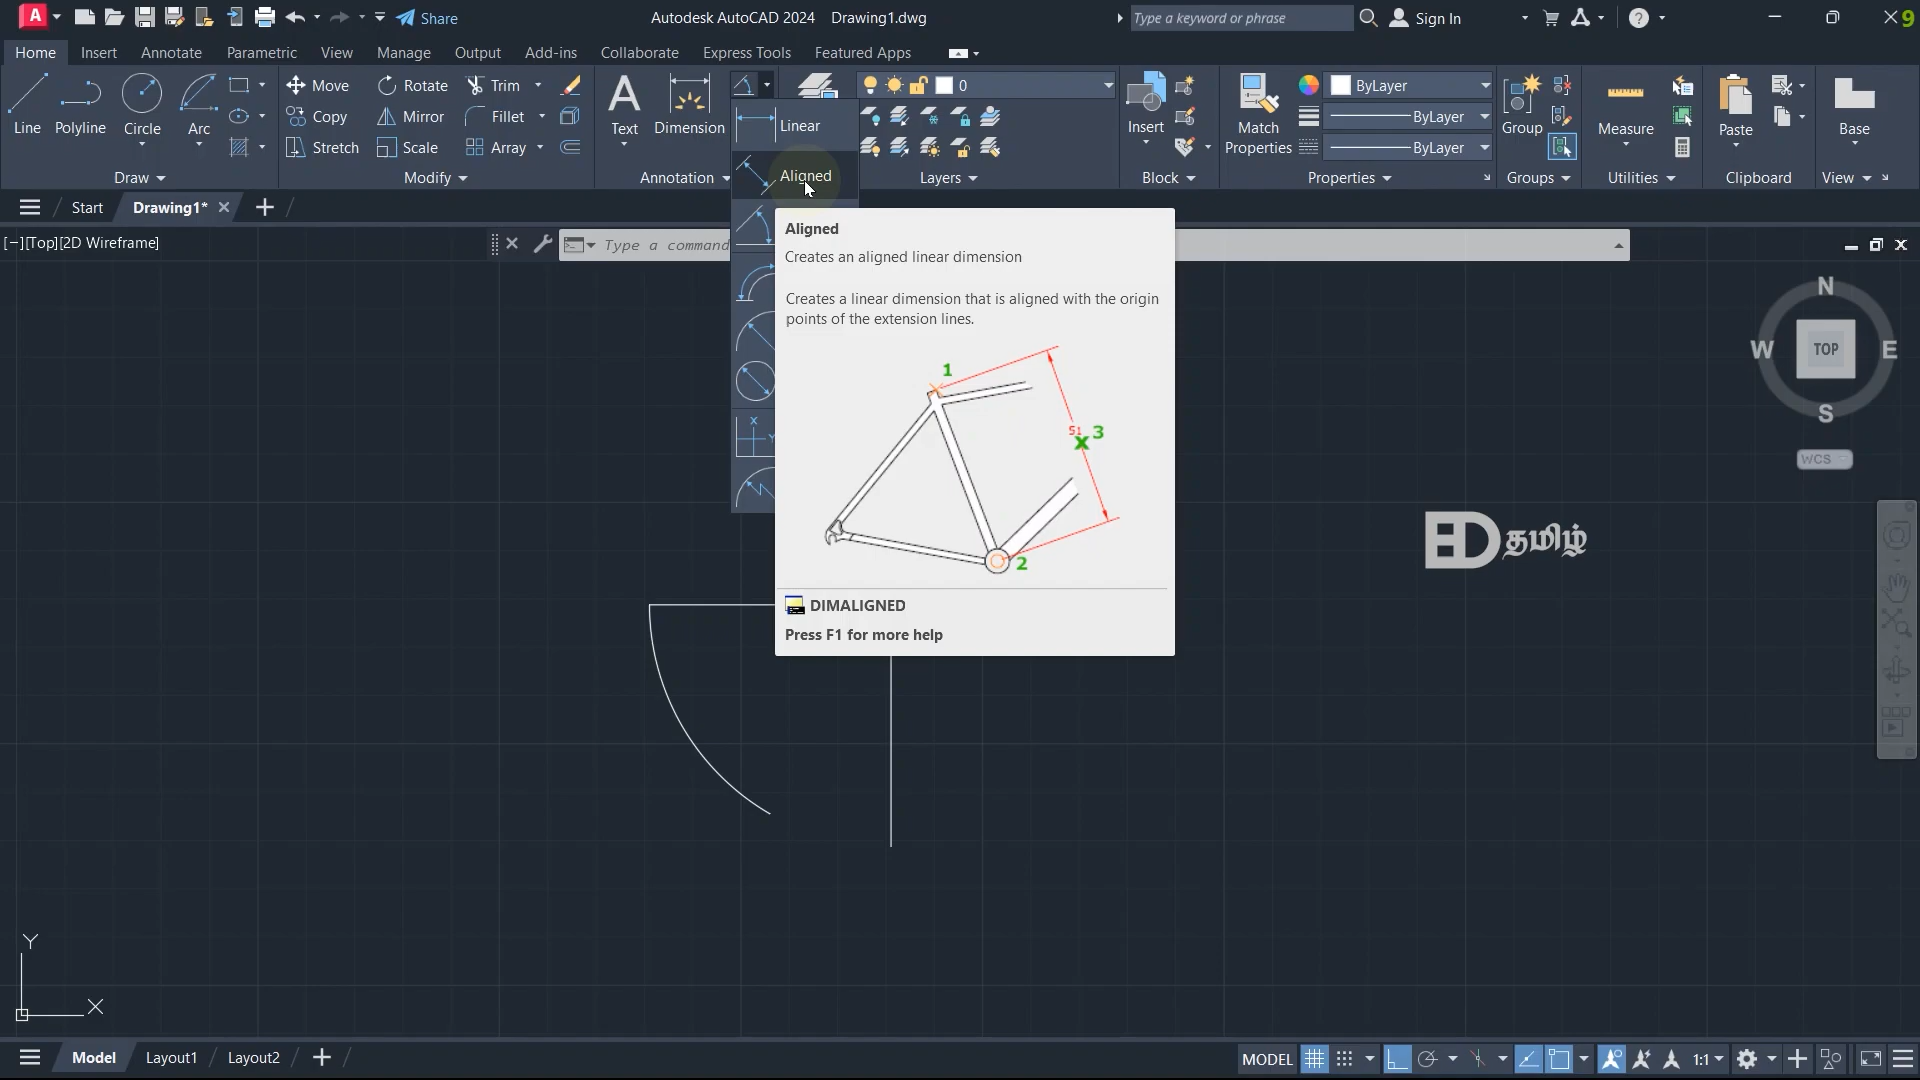 Share
Autodesk AutoCAD 2024 Drawing1.dwg
Type a keyword or phrase
Sign In
9
Home Insert Annotate Parametric View Manage Output Add-ins Collaborate Express Tools Featured Apps
Line
Polyline
Circle
Arc
Draw
Move
Rotate
Trim
Copy
Mirror
Fillet
Stretch
Scale
Array
Modify
Text
Dimension
Annotation
Linear
Aligned
0
Layers
Insert
Block
Match
Properties
ByLayer
ByLayer
ByLayer
Properties
Group
Groups
Measure
Utilities
Paste
Clipboard
Base
View
Start
Drawing1*
[−][Top][2D Wireframe]
Type a command
Aligned
Creates an aligned linear dimension
Creates a linear dimension that is aligned with the origin
points of the extension lines.
1
51
3
2
DIMALIGNED
Press F1 for more help
N
W
TOP
E
S
WCS
ED தமிழ்
Y
X
Model
Layout1
Layout2
MODEL
1:1